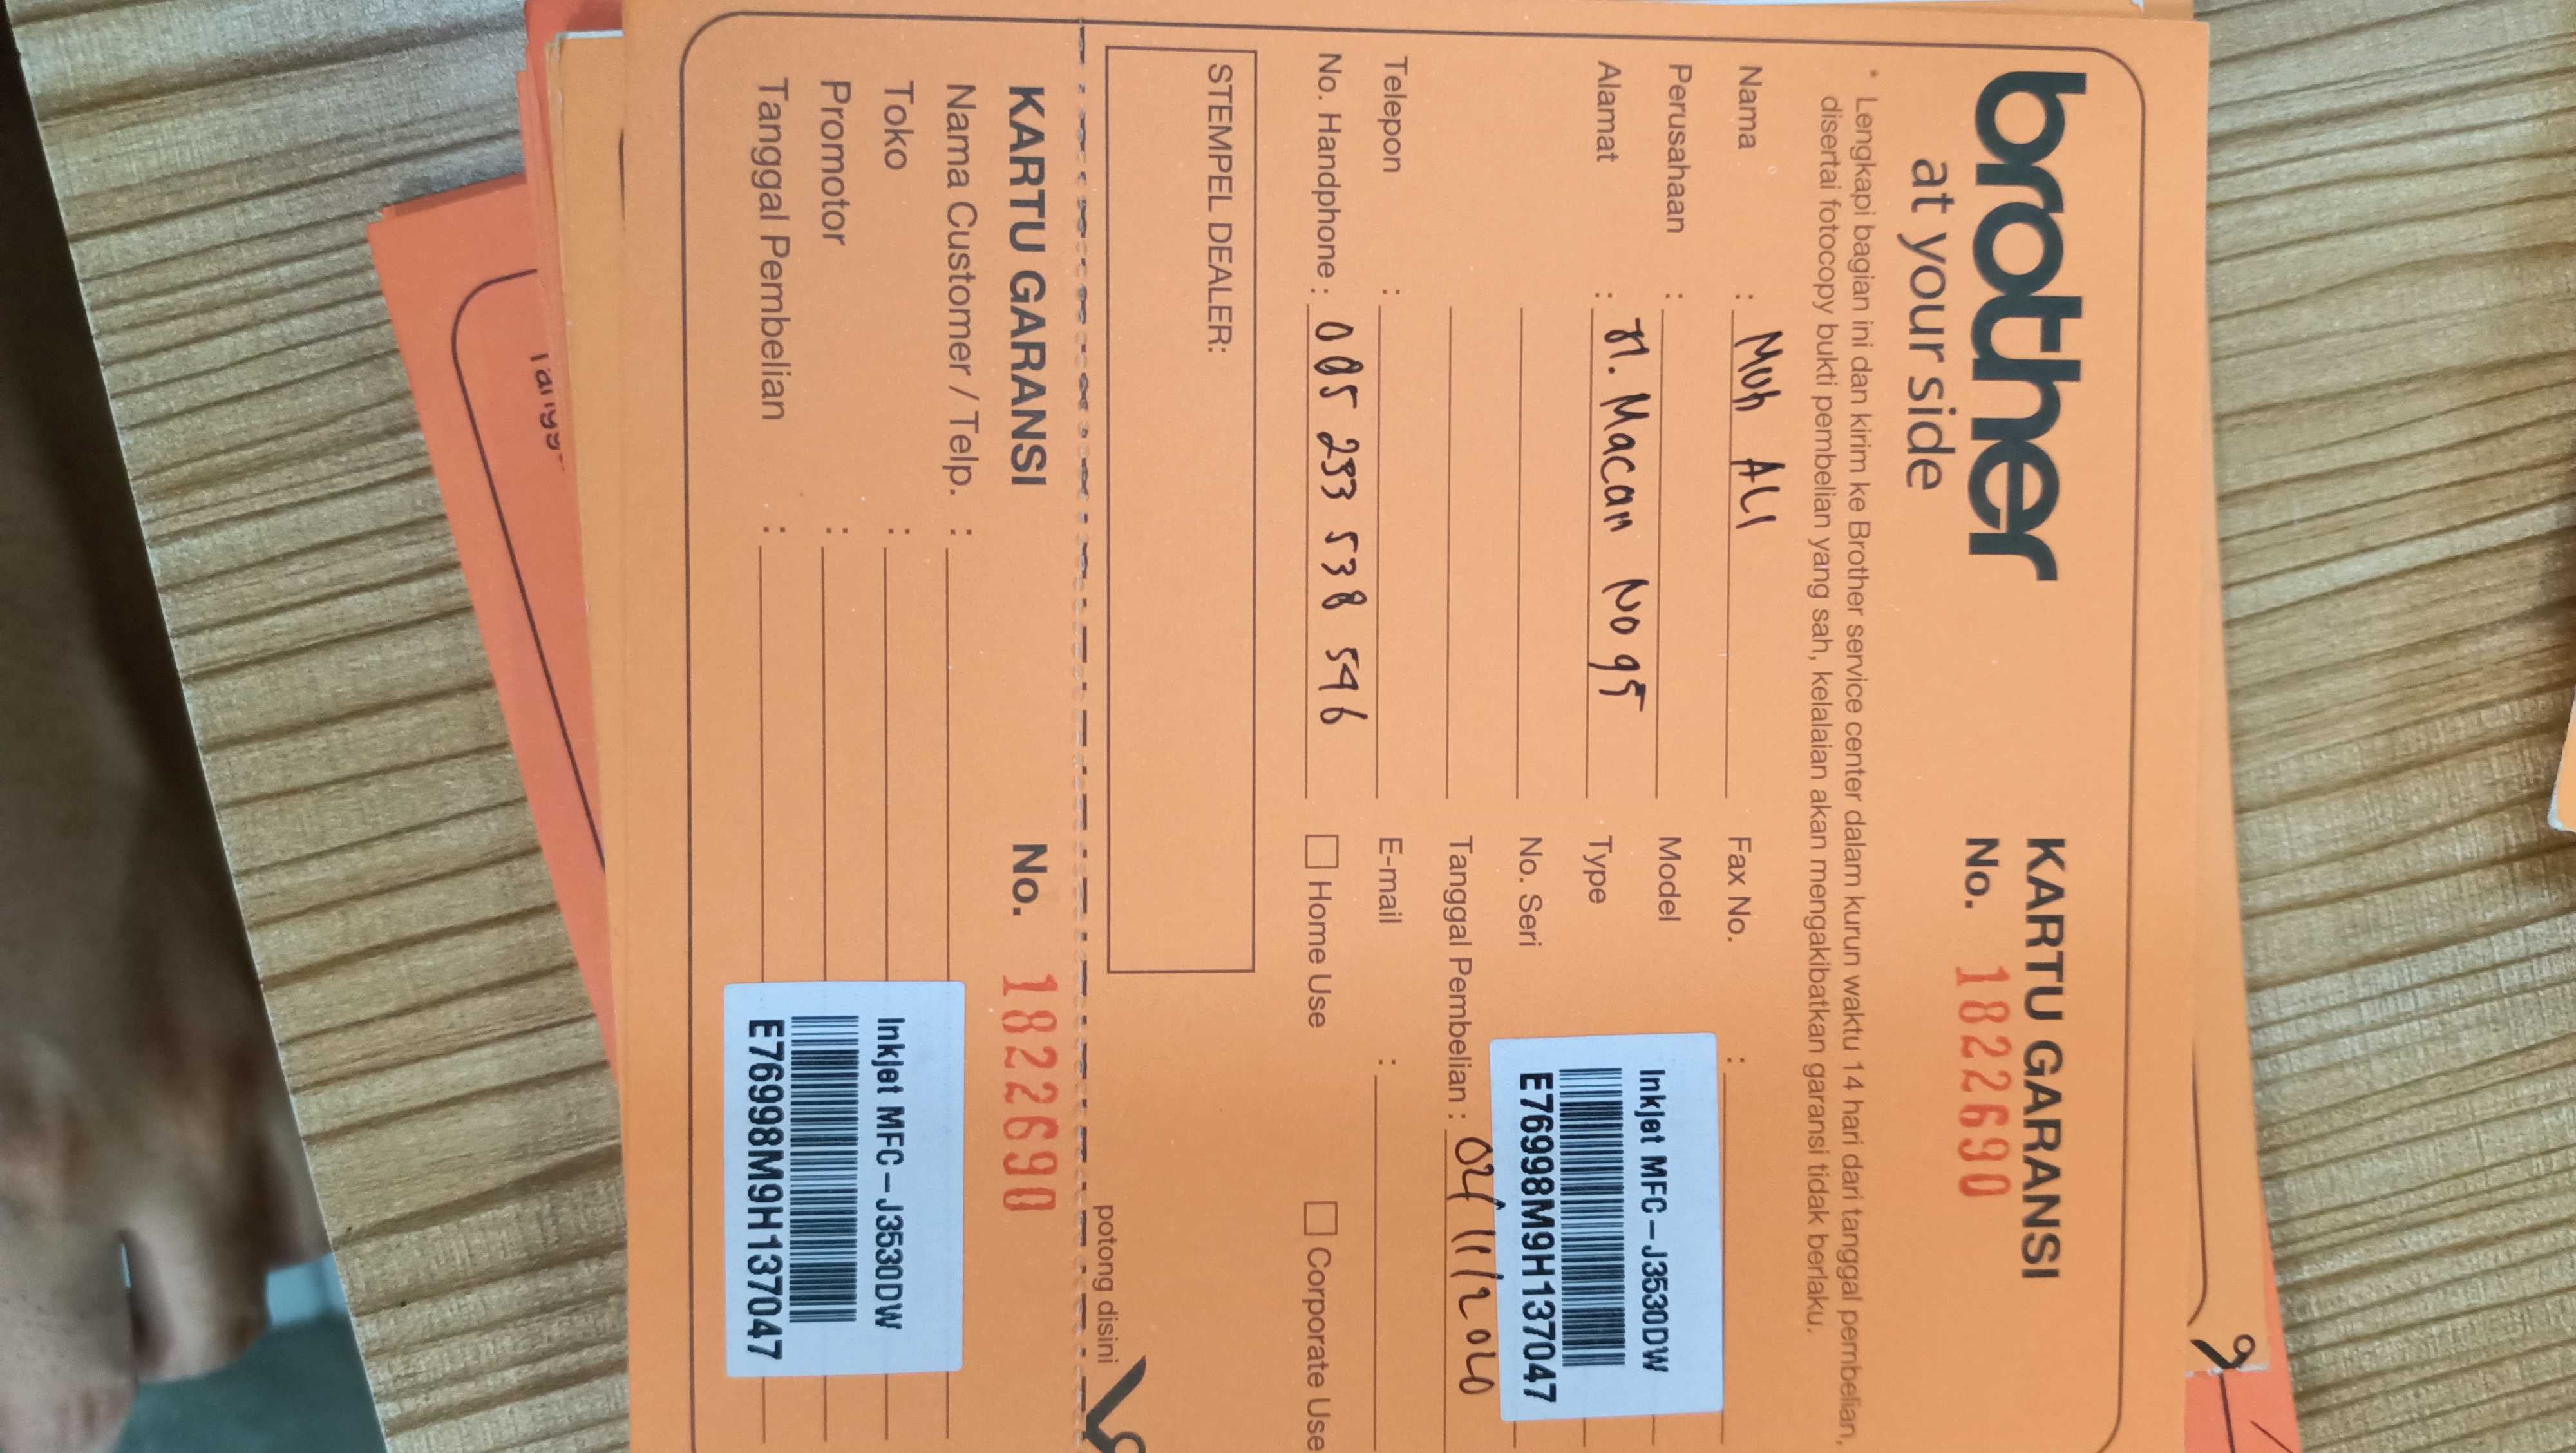 brother
at your side
KARTU GARANSI
No. 1822690
* Lengkapi bagian ini dan kirim ke Brother service center dalam kurun waktu 14 hari dari tanggal pembelian,
disertai fotocopy bukti pembelian yang sah, kelalaian akan mengakibatkan garansi tidak berlaku.
Nama : Muh Ali
Perusahaan :
Alamat : Jl. Macan No 95
Telepon :
No. Handphone : 085 233 538 546
Fax No. :
Model
Type
No. Seri
Inkjet MFC-J3530DW
E76998M9H137047
Tanggal Pembelian : 02/11/2020
E-mail :
Home Use
Corporate Use
STEMPEL DEALER:
potong disini
KARTU GARANSI
No. 1822690
Nama Customer / Telp. :
Toko :
Promotor :
Tanggal Pembelian :
Inkjet MFC-J3530DW
E76998M9H137047